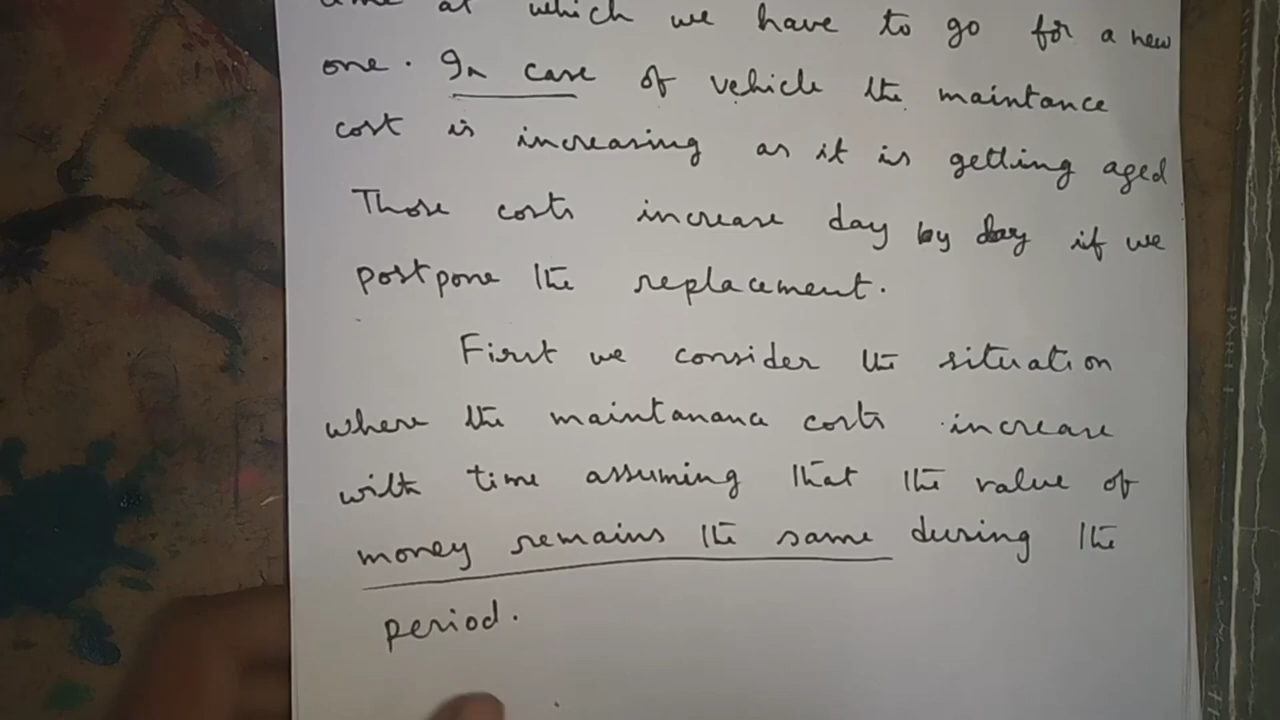 time at which we have to go for a new
one. In case of vehicle the maintance
cost is increasing as it is getting aged
Those costs increase day by day if we
postpone the replacement.
First we consider the situation
where the maintanance costs increase
with time assuming that the value of
money remains the same during the
period.